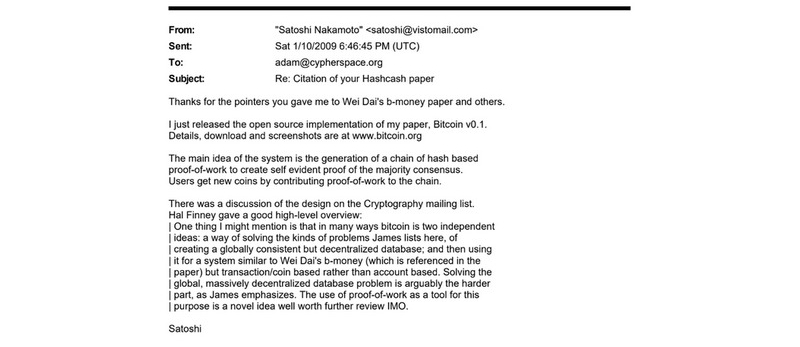 From: "Satoshi Nakamoto" <satoshi@vistomail.com>
Sent: Sat 1/10/2009 6:46:45 PM (UTC)
To: adam@cypherspace.org
Subject: Re: Citation of your Hashcash paper
Thanks for the pointers you gave me to Wei Dai's b-money paper and others.
I just released the open source implementation of my paper, Bitcoin v0.1.
Details, download and screenshots are at www.bitcoin.org
The main idea of the system is the generation of a chain of hash based
proof-of-work to create self evident proof of the majority consensus.
Users get new coins by contributing proof-of-work to the chain.
There was a discussion of the design on the Cryptography mailing list.
Hal Finney gave a good high-level overview:
| One thing I might mention is that in many ways bitcoin is two independent
| ideas: a way of solving the kinds of problems James lists here, of
| creating a globally consistent but decentralized database; and then using
| it for a system similar to Wei Dai's b-money (which is referenced in the
| paper) but transaction/coin based rather than account based. Solving the
| global, massively decentralized database problem is arguably the harder
| part, as James emphasizes. The use of proof-of-work as a tool for this
| purpose is a novel idea well worth further review IMO.
Satoshi